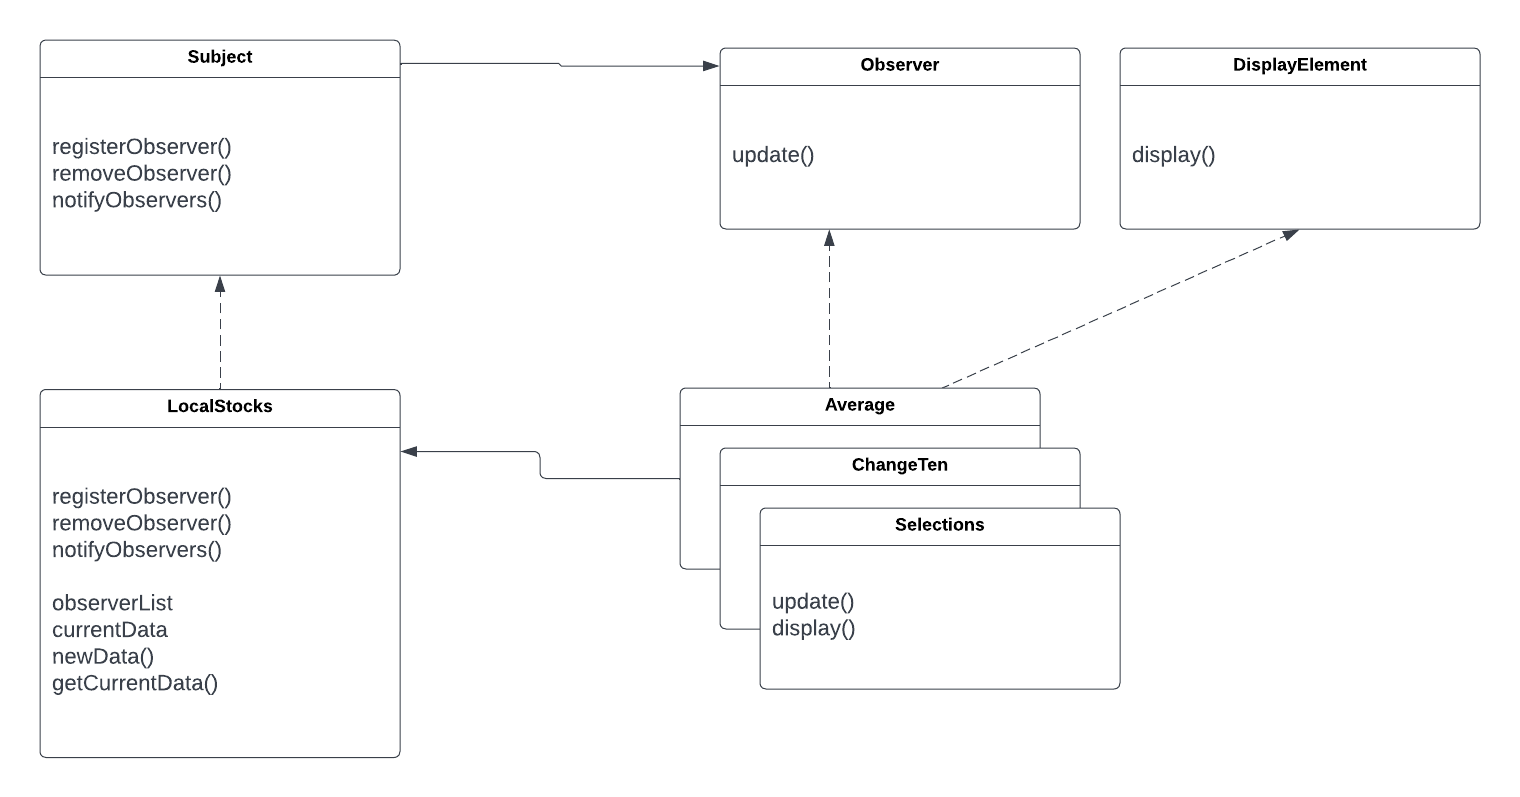 Subject
registerObserver()
removeObserver()
notifyObservers()
Observer
update()
DisplayElement
display()
LocalStocks
registerObserver()
removeObserver()
notifyObservers()
observerList
currentData
newData()
getCurrentData()
Average
ChangeTen
Selections
update()
display()